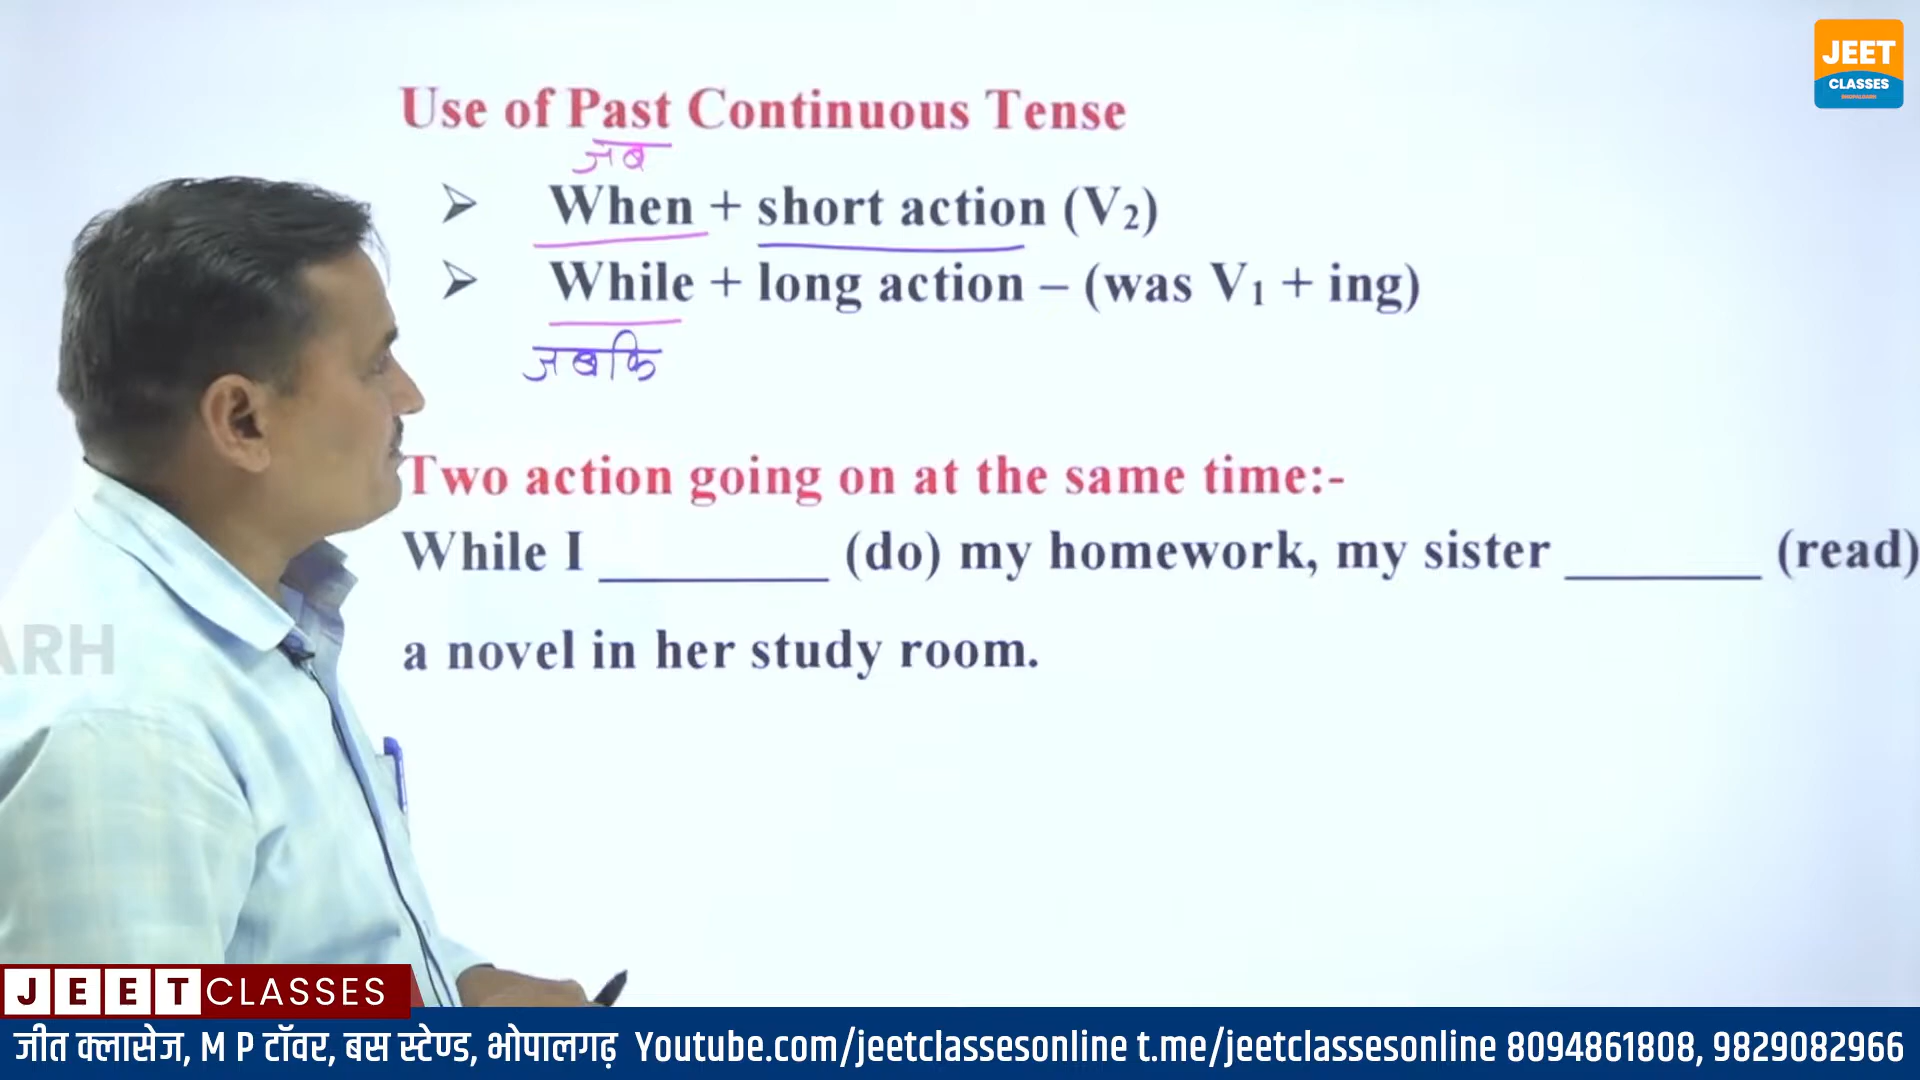 JEET
CLASSES
Use of Past Continuous Tense
जब
➢ When + short action (V₂)
➢ While + long action – (was V₁ + ing)
जबकि
Two action going on at the same time:-
While I ________ (do) my homework, my sister _______ (read)
a novel in her study room.
ARH
JEET CLASSES
जीत क्लासेज, M P टॉवर, बस स्टेण्ड, भोपालगढ़ Youtube.com/jeetclassesonline t.me/jeetclassesonline 8094861808, 9829082966